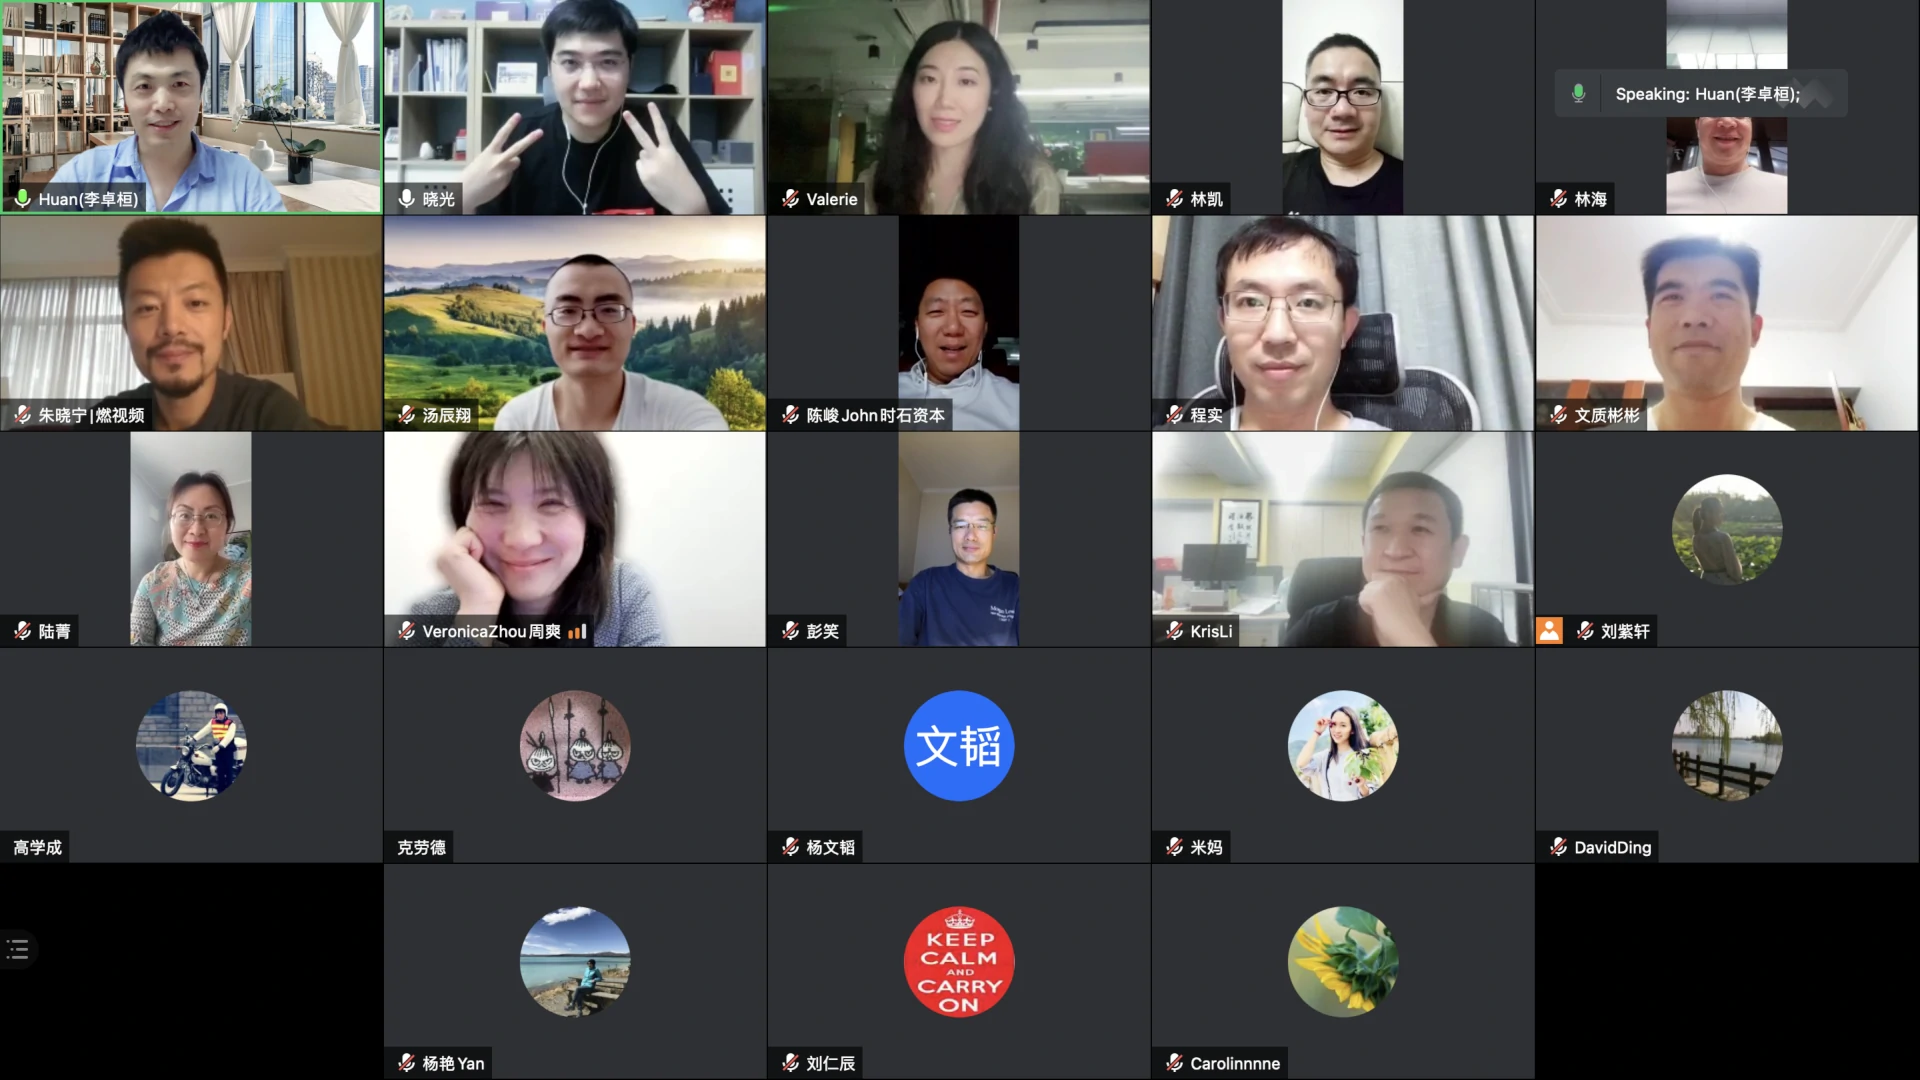 Speaking: Huan(李卓桓);
Huan(李卓桓)
晓光
Valerie
林凯
林海
朱晓宁|燃视频
汤辰翔
陈峻John时石资本
程实
文质彬彬
陆菁
VeronicaZhou周爽
彭笑
KrisLi
刘紫轩
文韬
高学成
克劳德
杨文韬
米妈
DavidDing
KEEP
CALM
AND
CARRY
ON
杨艳Yan
刘仁辰
Carolinnnne